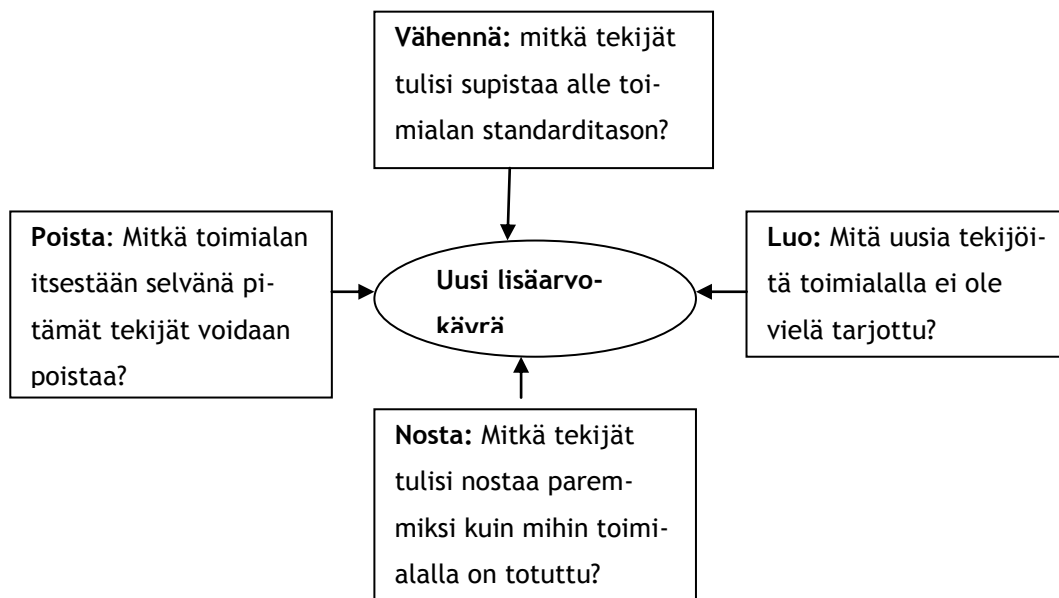 Vähennä: mitkä tekijät
tulisi supistaa alle toi-
mialan standarditason?
Poista: Mitkä toimialan
itsestään selvänä pi-
tämät tekijät voidaan
poistaa?
Uusi lisäarvo-
käyrä
Luo: Mitä uusia tekijöi-
tä toimialalla ei ole
vielä tarjottu?
Nosta: Mitkä tekijät
tulisi nostaa parem-
miksi kuin mihin toimi-
alalla on totuttu?